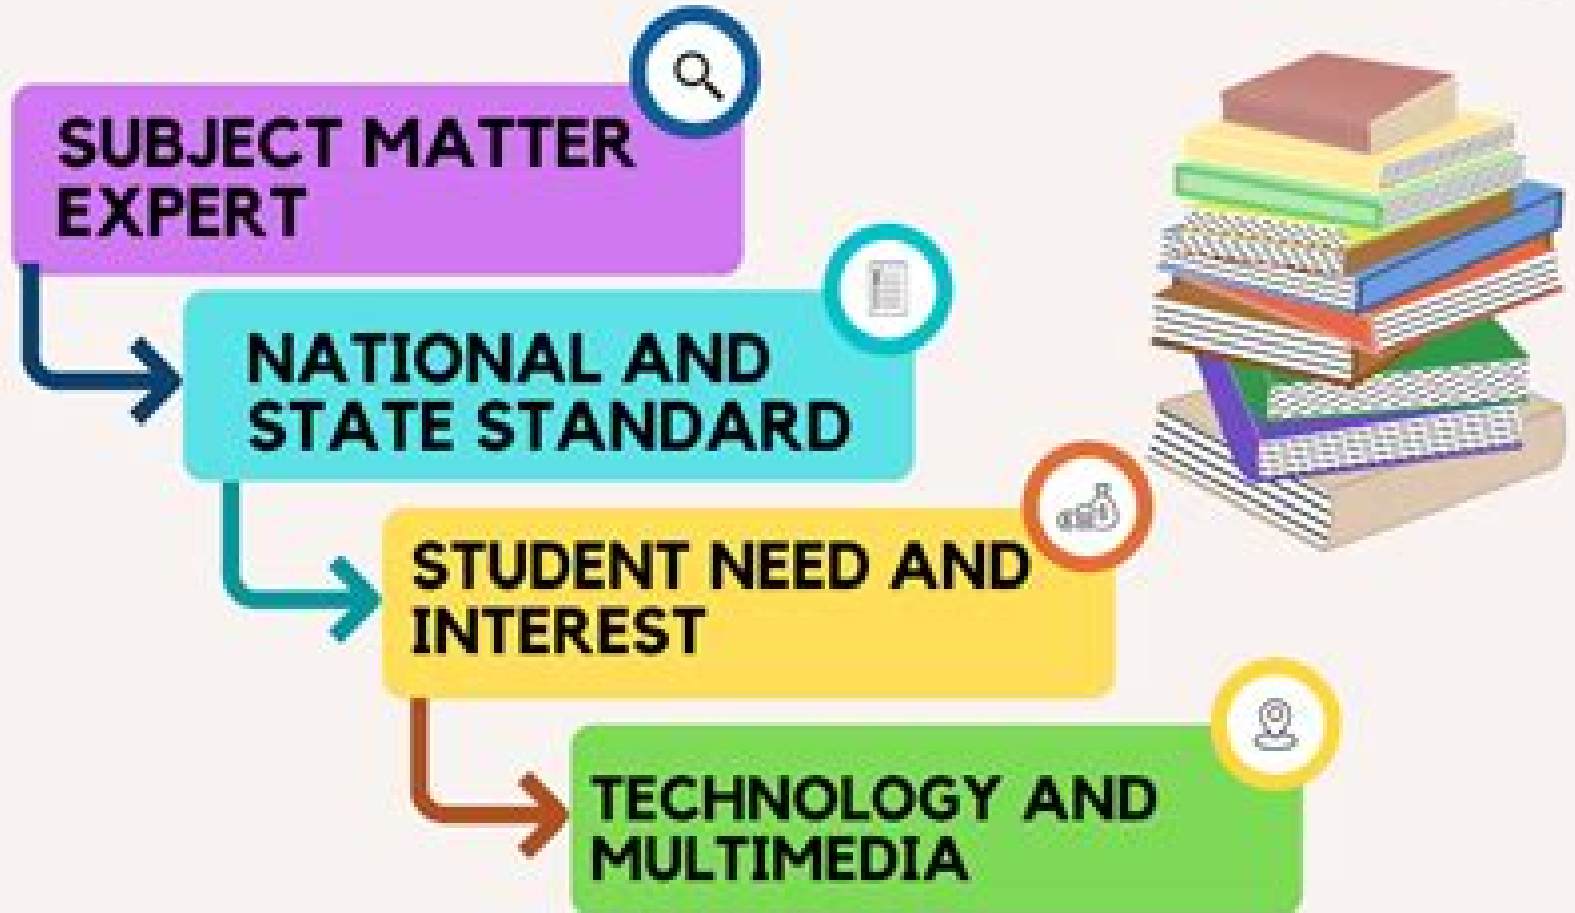 SUBJECT MATTER
EXPERT
NATIONAL AND
STATE STANDARD
STUDENT NEED AND
INTEREST
TECHNOLOGY AND
MULTIMEDIA